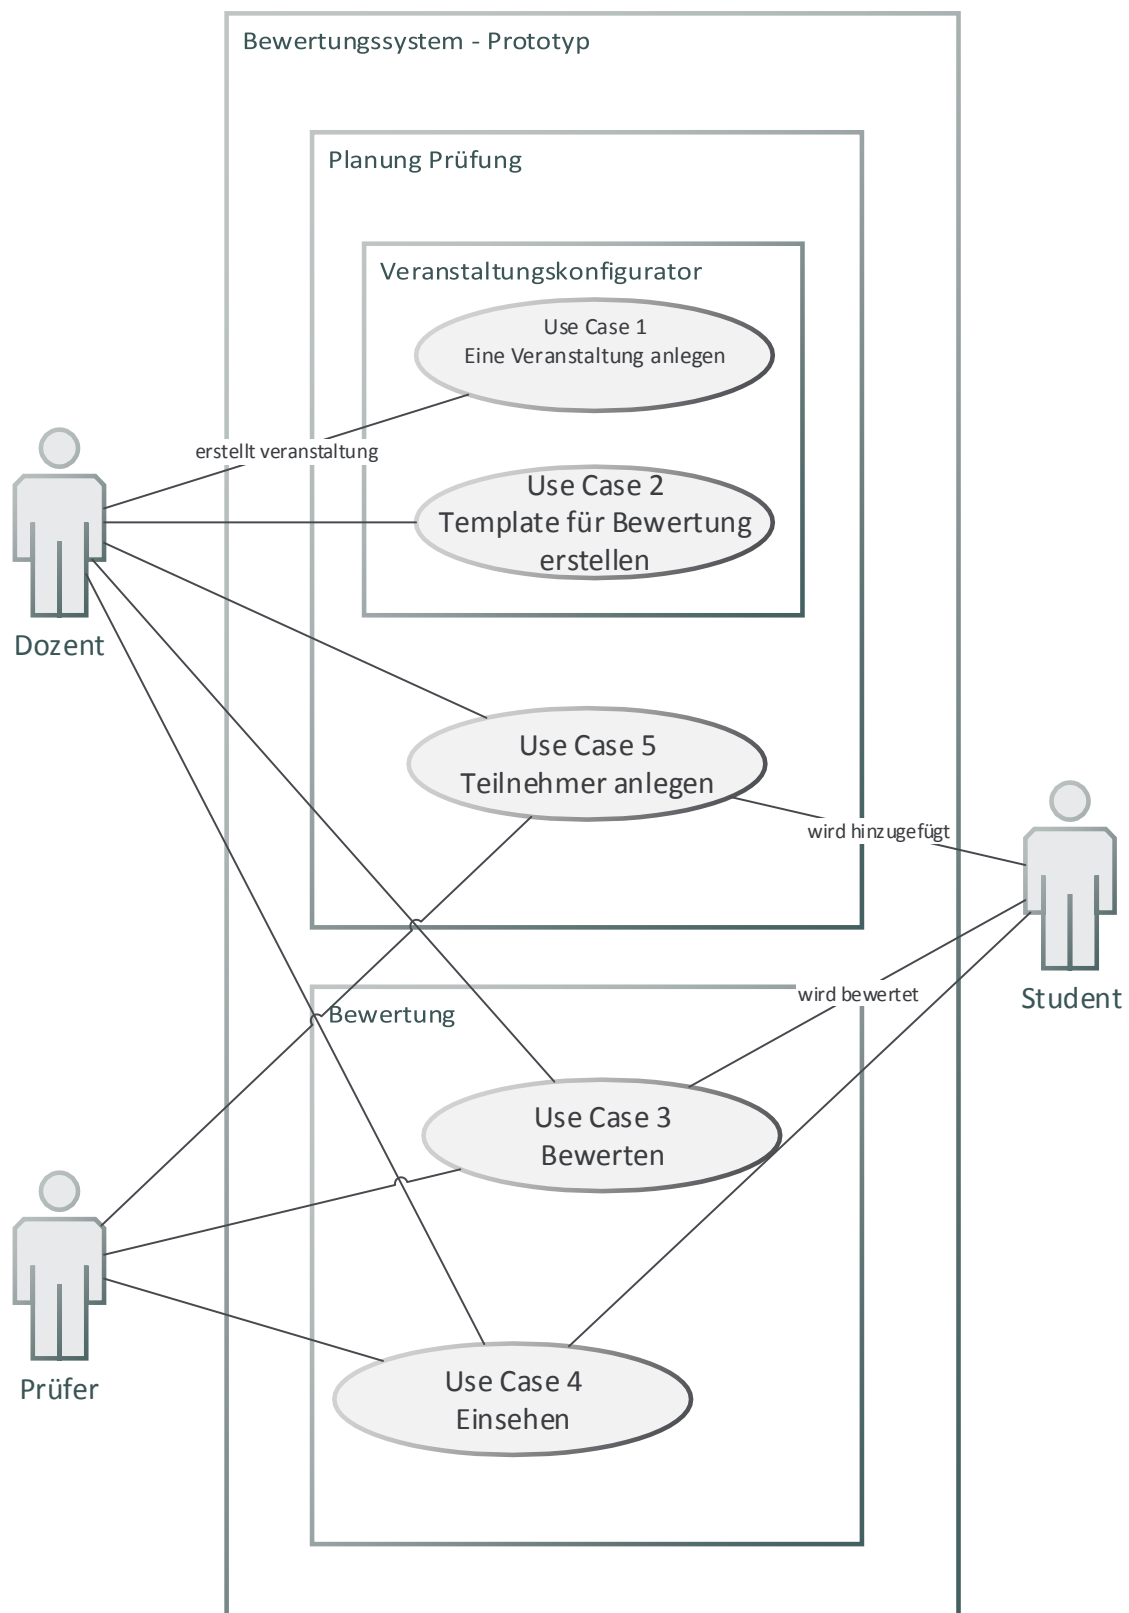 Bewertungssystem - Prototyp
Planung Prüfung
Veranstaltungskonfigurator
Use Case 1
Eine Veranstaltung anlegen
erstellt veranstaltung
Use Case 2
Template für Bewertung
erstellen
Dozent
Use Case 5
Teilnehmer anlegen
wird hinzugefügt
Student
wird bewertet
Bewertung
Use Case 3
Bewerten
Prüfer
Use Case 4
Einsehen